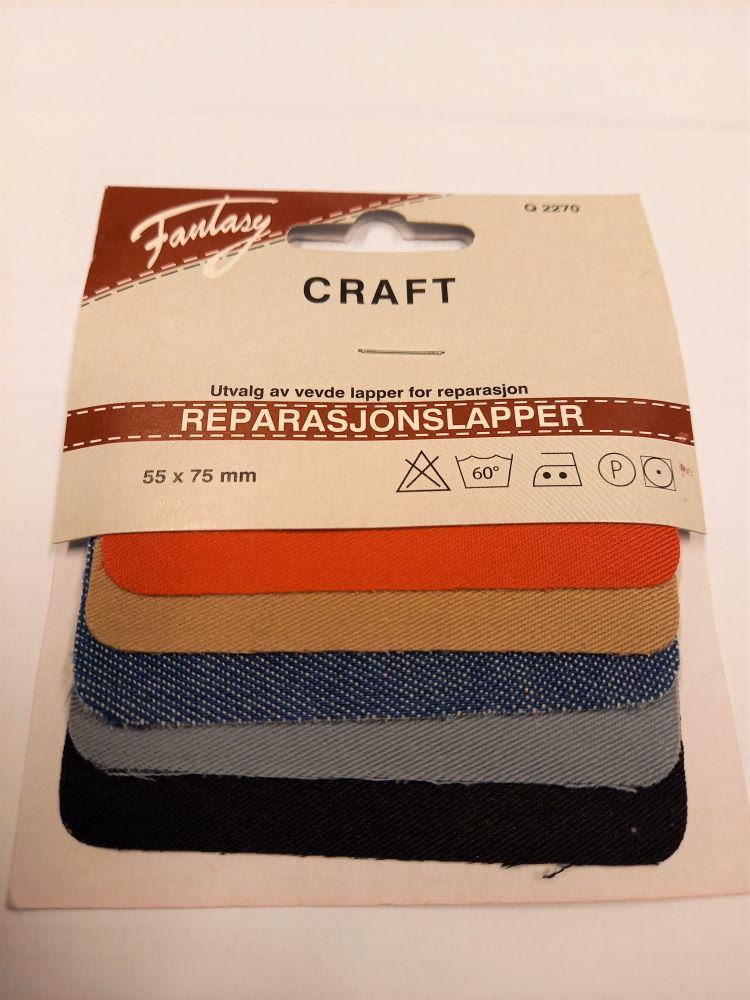 Fantasy
Q 2270
CRAFT
Utvalg av vevde lapper for reparasjon
REPARASJONSLAPPER
55 x 75 mm
60°
P